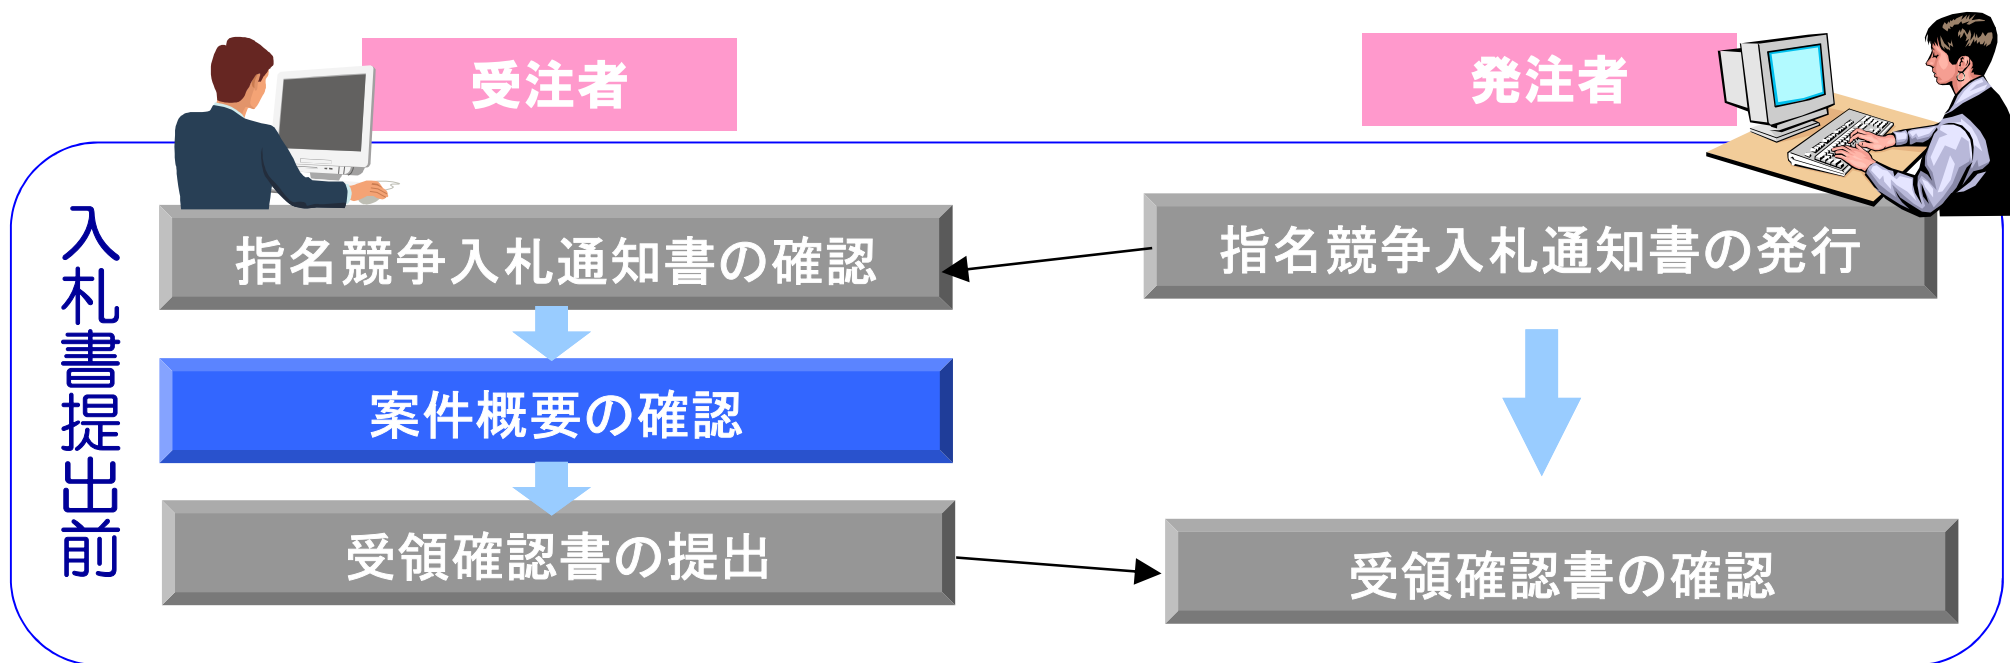 受注者
発注者
入札書提出前
指名競争入札通知書の確認
指名競争入札通知書の発行
案件概要の確認
受領確認書の提出
受領確認書の確認